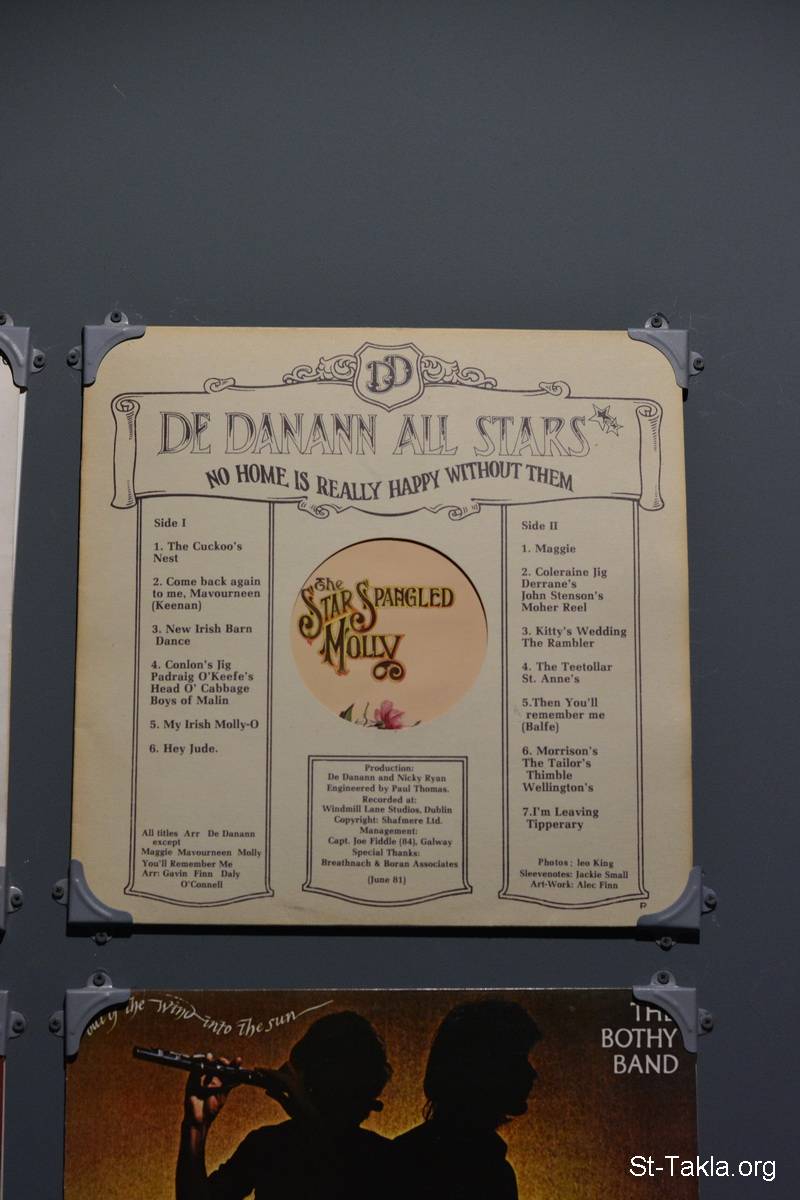 DD
DE DANANN ALL STARS
NO HOME IS REALLY HAPPY WITHOUT THEM
Side I
1. The Cuckoo's
Nest
2. Come back again
to me, Mavourneen
(Keenan)
3. New Irish Barn
Dance
4. Conlon's Jig
Padraig O'Keefe's
Head O' Cabbage
Boys of Malin
5. My Irish Molly-O
6. Hey Jude.
All titles Arr De Danann
except
Maggie Mavourneen Molly
You'll Remember Me
Arr: Gavin Finn Daly
O'Connell
The
STAR SPANGLED
MOLLY
Production:
De Danann and Nicky Ryan
Engineered by Paul Thomas.
Recorded at:
Windmill Lane Studios, Dublin
Copyright: Shafmere Ltd.
Management:
Capt. Joe Fiddle (84), Galway
Special Thanks:
Breathnach & Boran Associates
(June 81)
Side II
1. Maggie
2. Coleraine Jig
Derrane's
John Stenson's
Moher Reel
3. Kitty's Wedding
The Rambler
4. The Teetollar
St. Anne's
5.Then You'll
remember me
(Balfe)
6. Morrison's
The Tailor's
Thimble
Wellington's
7.I'm Leaving
Tipperary
Photos: leo King
Sleevenotes: Jackie Small
Art-Work: Alec Finn
out of the wind into the sun
THE
BOTHY
BAND
St-Takla.org